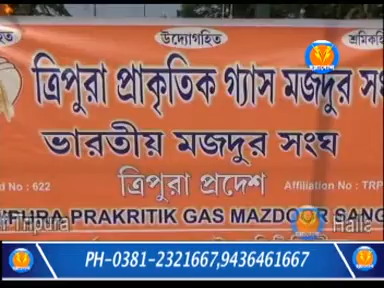 উদ্যোগহিত
ত্রিপুরা প্রাকৃতিক গ্যাস মজদুর
ভারতীয় মজদুর সংঘ
ত্রিপুরা প্রদেশ
No : 622 Affiliation No : TRP
PRAKRITIK GAS MAZDOOR SANG
Tripura
PH-0381-2321667,9436461667